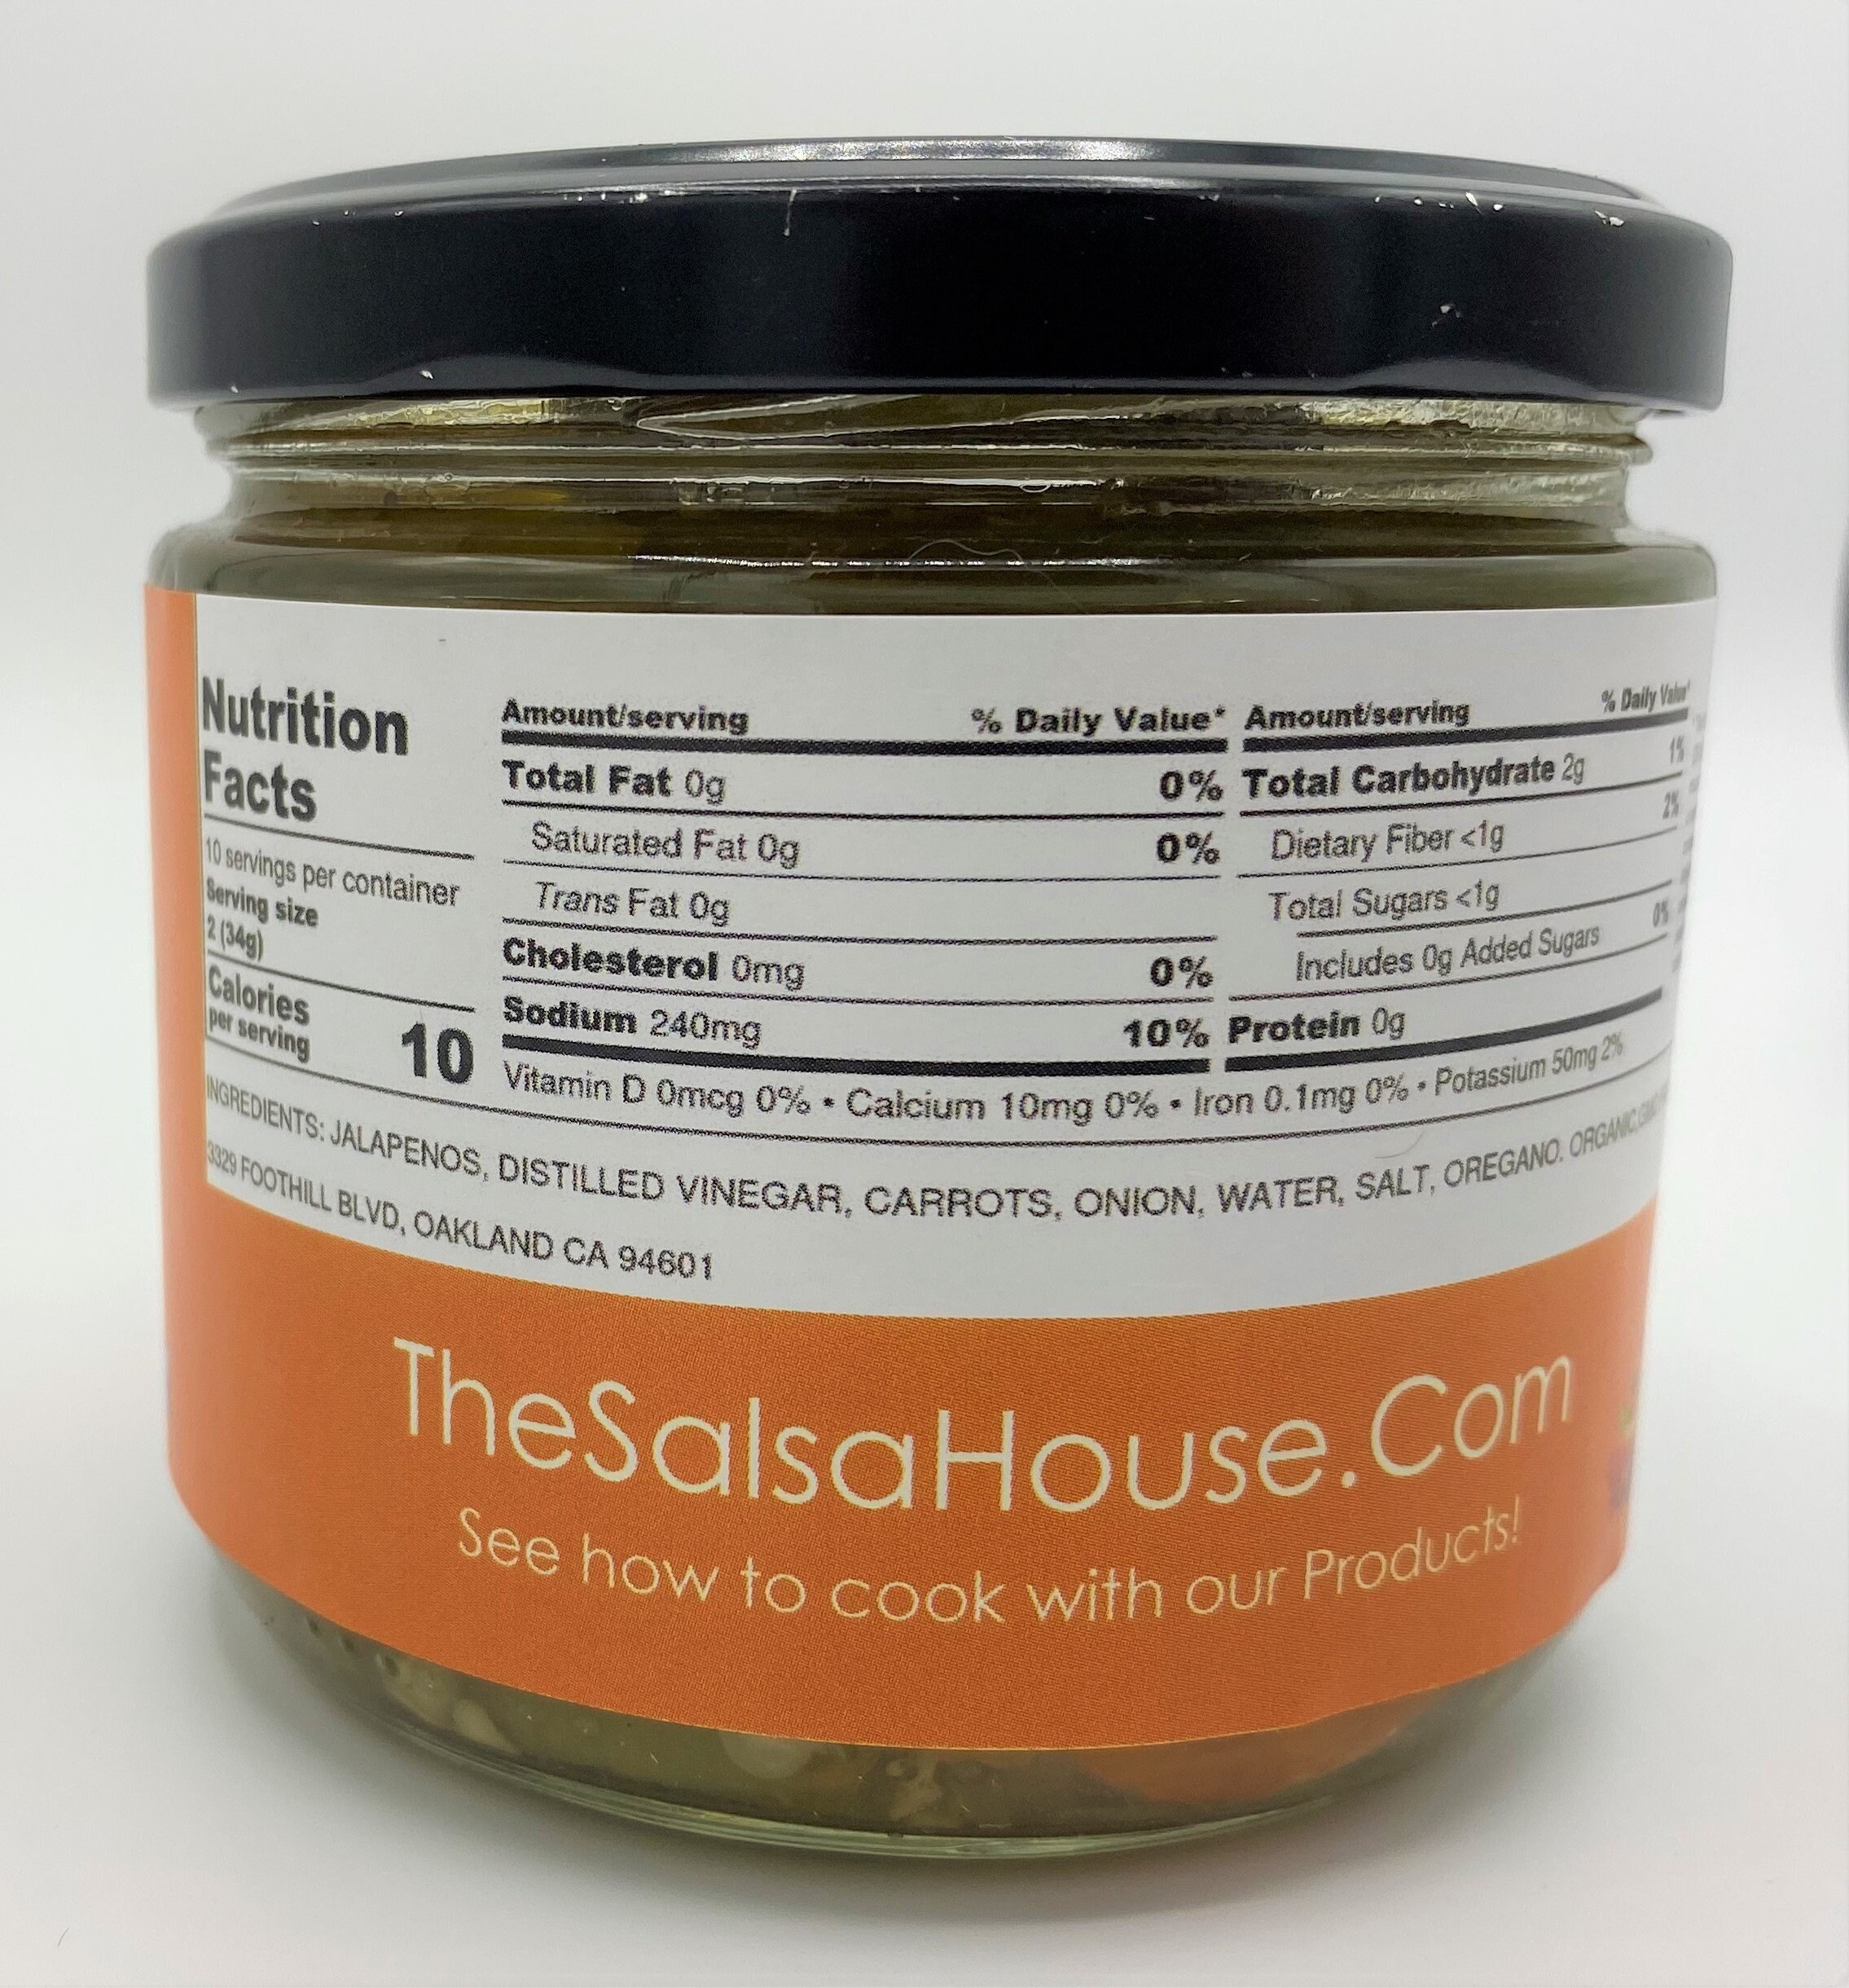 Nutrition
Facts
10 servings per container
Serving size
2 (34g)
Calories
per serving 10
Amount/serving % Daily Value*
Total Fat 0g 0%
Saturated Fat 0g 0%
Trans Fat 0g
Cholesterol 0mg 0%
Sodium 240mg 10%
Amount/serving % Daily Value*
Total Carbohydrate 2g 1%
Dietary Fiber <1g 2%
Total Sugars <1g
Includes 0g Added Sugars 0%
Protein 0g
Vitamin D 0mcg 0% • Calcium 10mg 0% • Iron 0.1mg 0% • Potassium 50mg 2%
INGREDIENTS: JALAPENOS, DISTILLED VINEGAR, CARROTS, ONION, WATER, SALT, OREGANO. ORGANIC,
3329 FOOTHILL BLVD, OAKLAND CA 94601
TheSalsaHouse.Com
See how to cook with our Products!